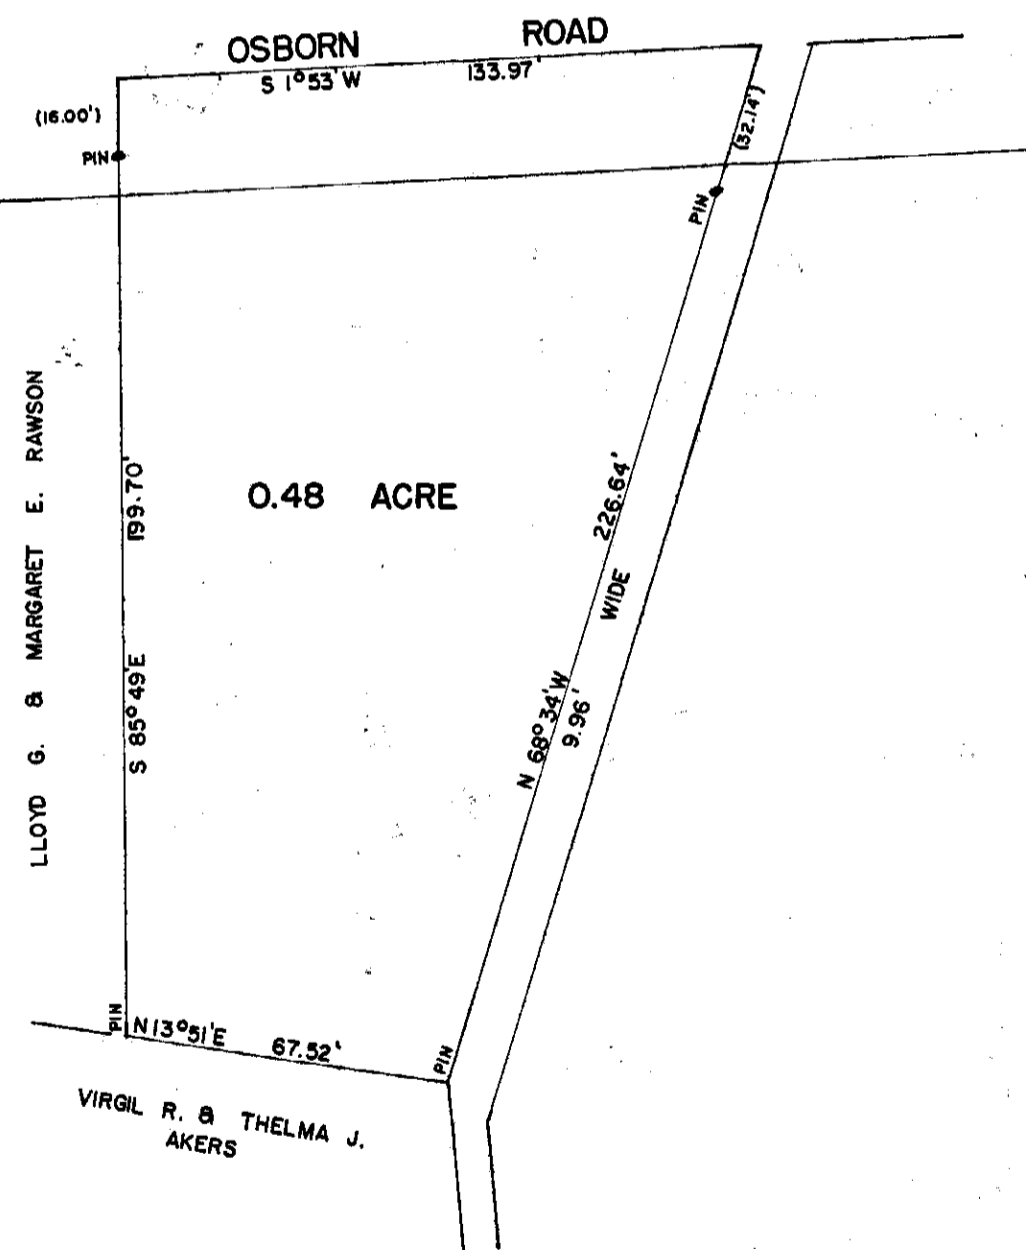 OSBORN ROAD
S 1°53'W 133.97'
(16.00')
PIN
(32.14')
PIN
LLOYD G. & MARGARET E. RAWSON
S 85°49'E 199.70'
0.48 ACRE
226.64'
N 68°34'W
9.96' WIDE
PIN
N13°51'E 67.52'
PIN
VIRGIL R. & THELMA J.
AKERS